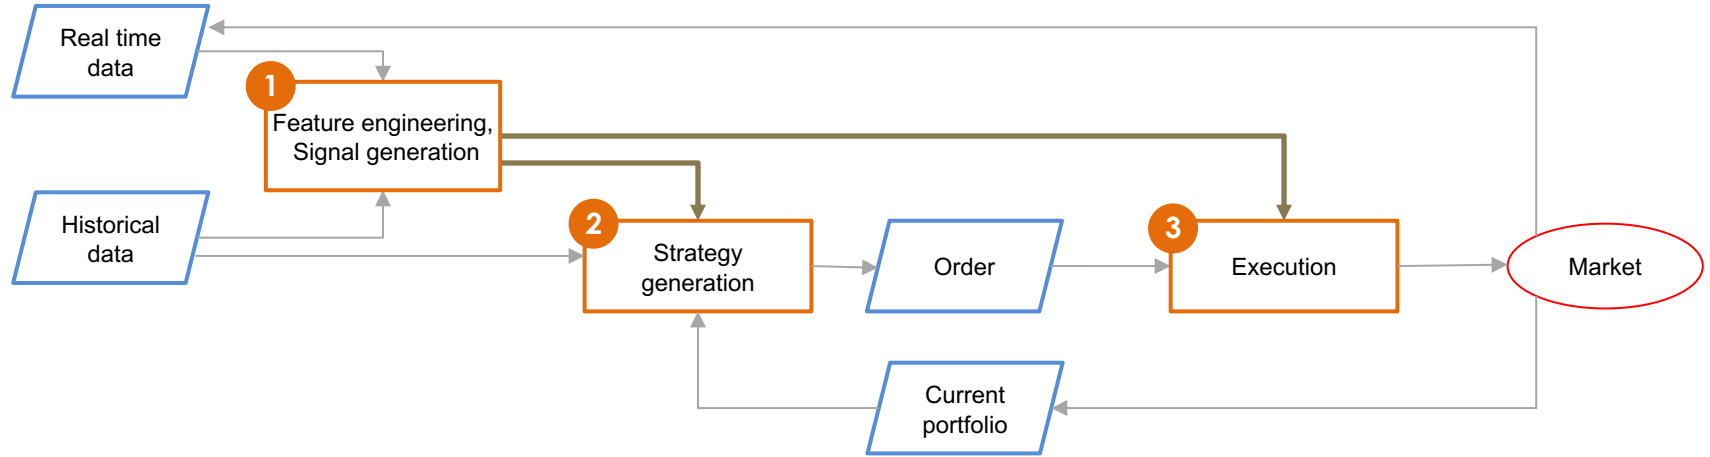 Real time
data
1
Feature engineering,
Signal generation
Historical
data
2
Strategy
generation
Order
3
Execution
Market
Current
portfolio